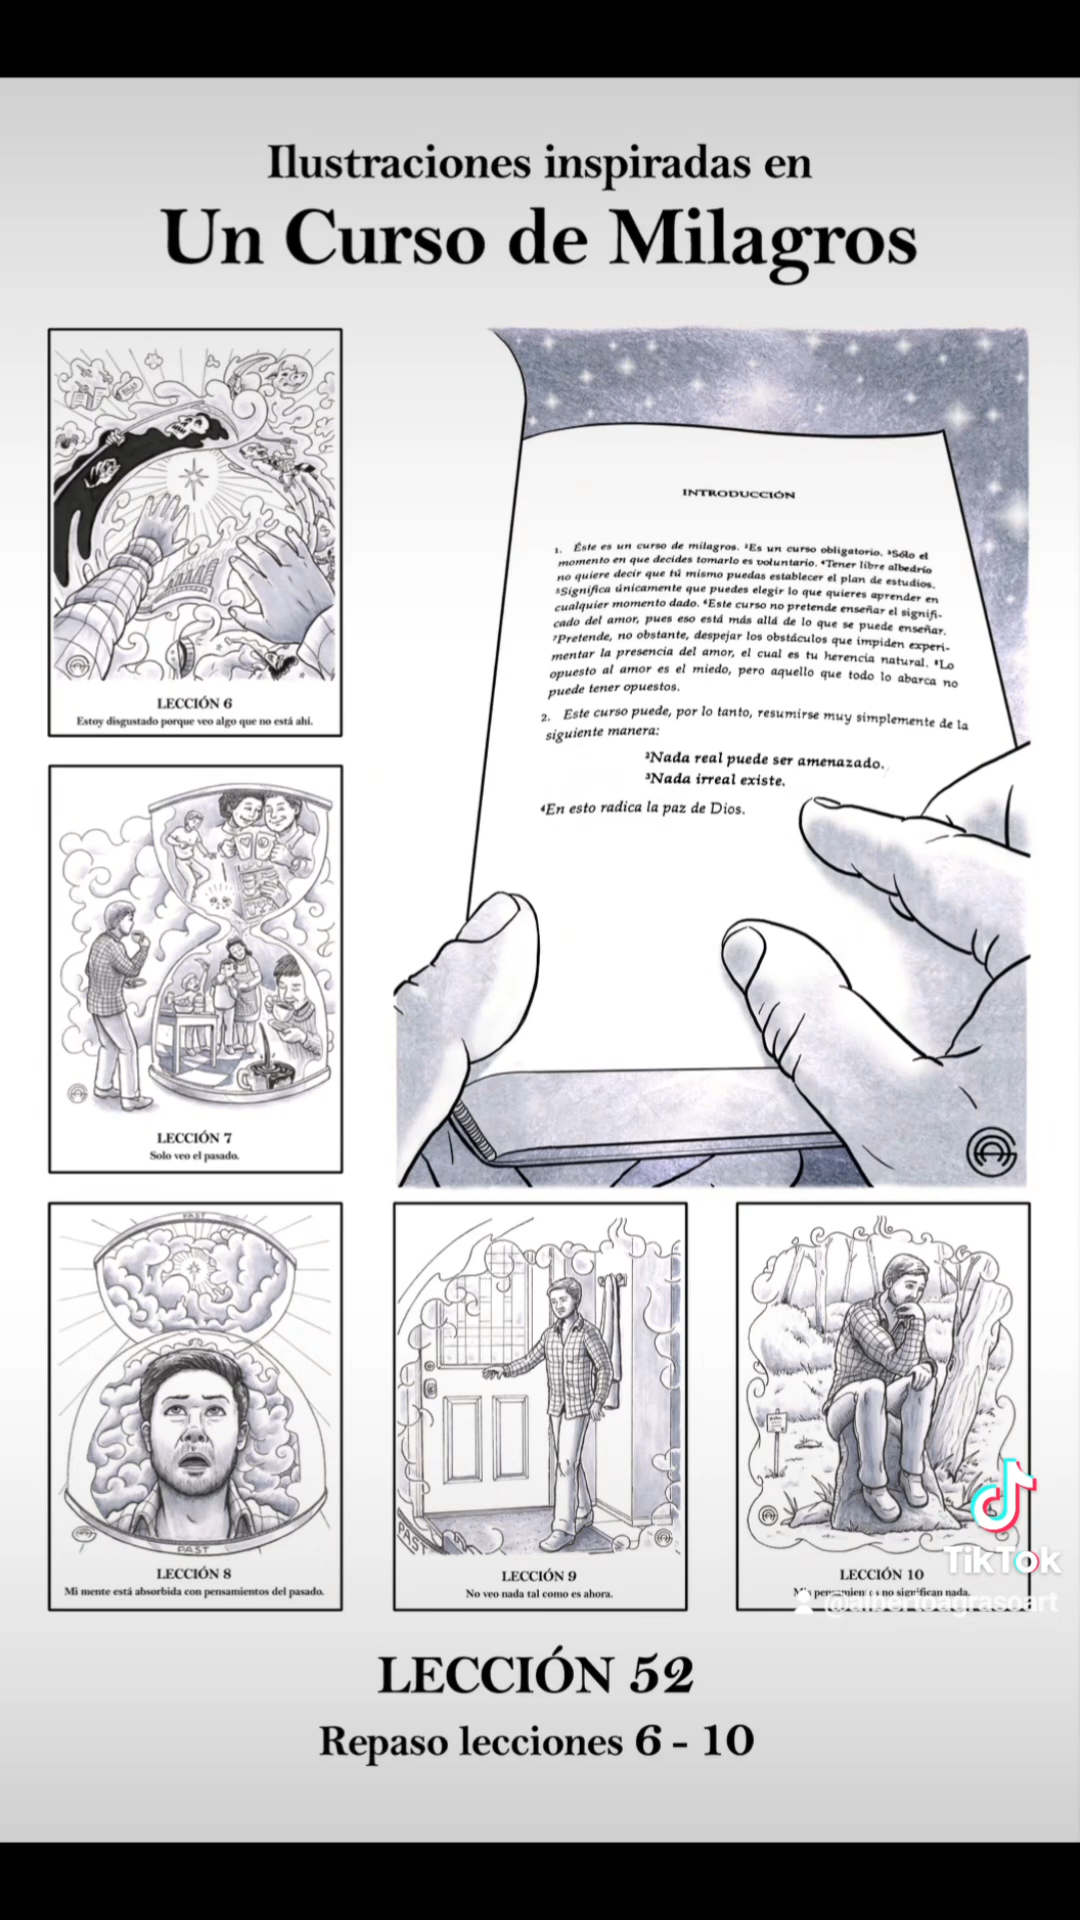 Ilustraciones inspiradas en
Un Curso de Milagros
INTRODUCCIÓN
1. Éste es un curso de milagros. ²Es un curso obligatorio. ³Sólo el
momento en que decides tomarlo es voluntario. ⁴Tener libre albedrío
no quiere decir que tú mismo puedas establecer el plan de estudios.
⁵Significa únicamente que puedes elegir lo que quieres aprender en
cualquier momento dado. ⁶Este curso no pretende enseñar el signifi-
cado del amor, pues eso está más allá de lo que se puede enseñar.
⁷Pretende, no obstante, despejar los obstáculos que impiden experi-
mentar la presencia del amor, el cual es tu herencia natural. ⁸Lo
opuesto al amor es el miedo, pero aquello que todo lo abarca no
puede tener opuestos.
2. Este curso puede, por lo tanto, resumirse muy simplemente de la
siguiente manera:
²Nada real puede ser amenazado.
³Nada irreal existe.
⁴En esto radica la paz de Dios.
LECCIÓN 6
Estoy disgustado porque veo algo que no está ahí.
LECCIÓN 7
Solo veo el pasado.
PAST
PAST
LECCIÓN 8
Mi mente está absorbida con pensamientos del pasado.
PAST
LECCIÓN 9
No veo nada tal como es ahora.
LECCIÓN 10
Mis pensamientos no significan nada.
TikTok
@albertoagrasoart
LECCIÓN 52
Repaso lecciones 6 - 10